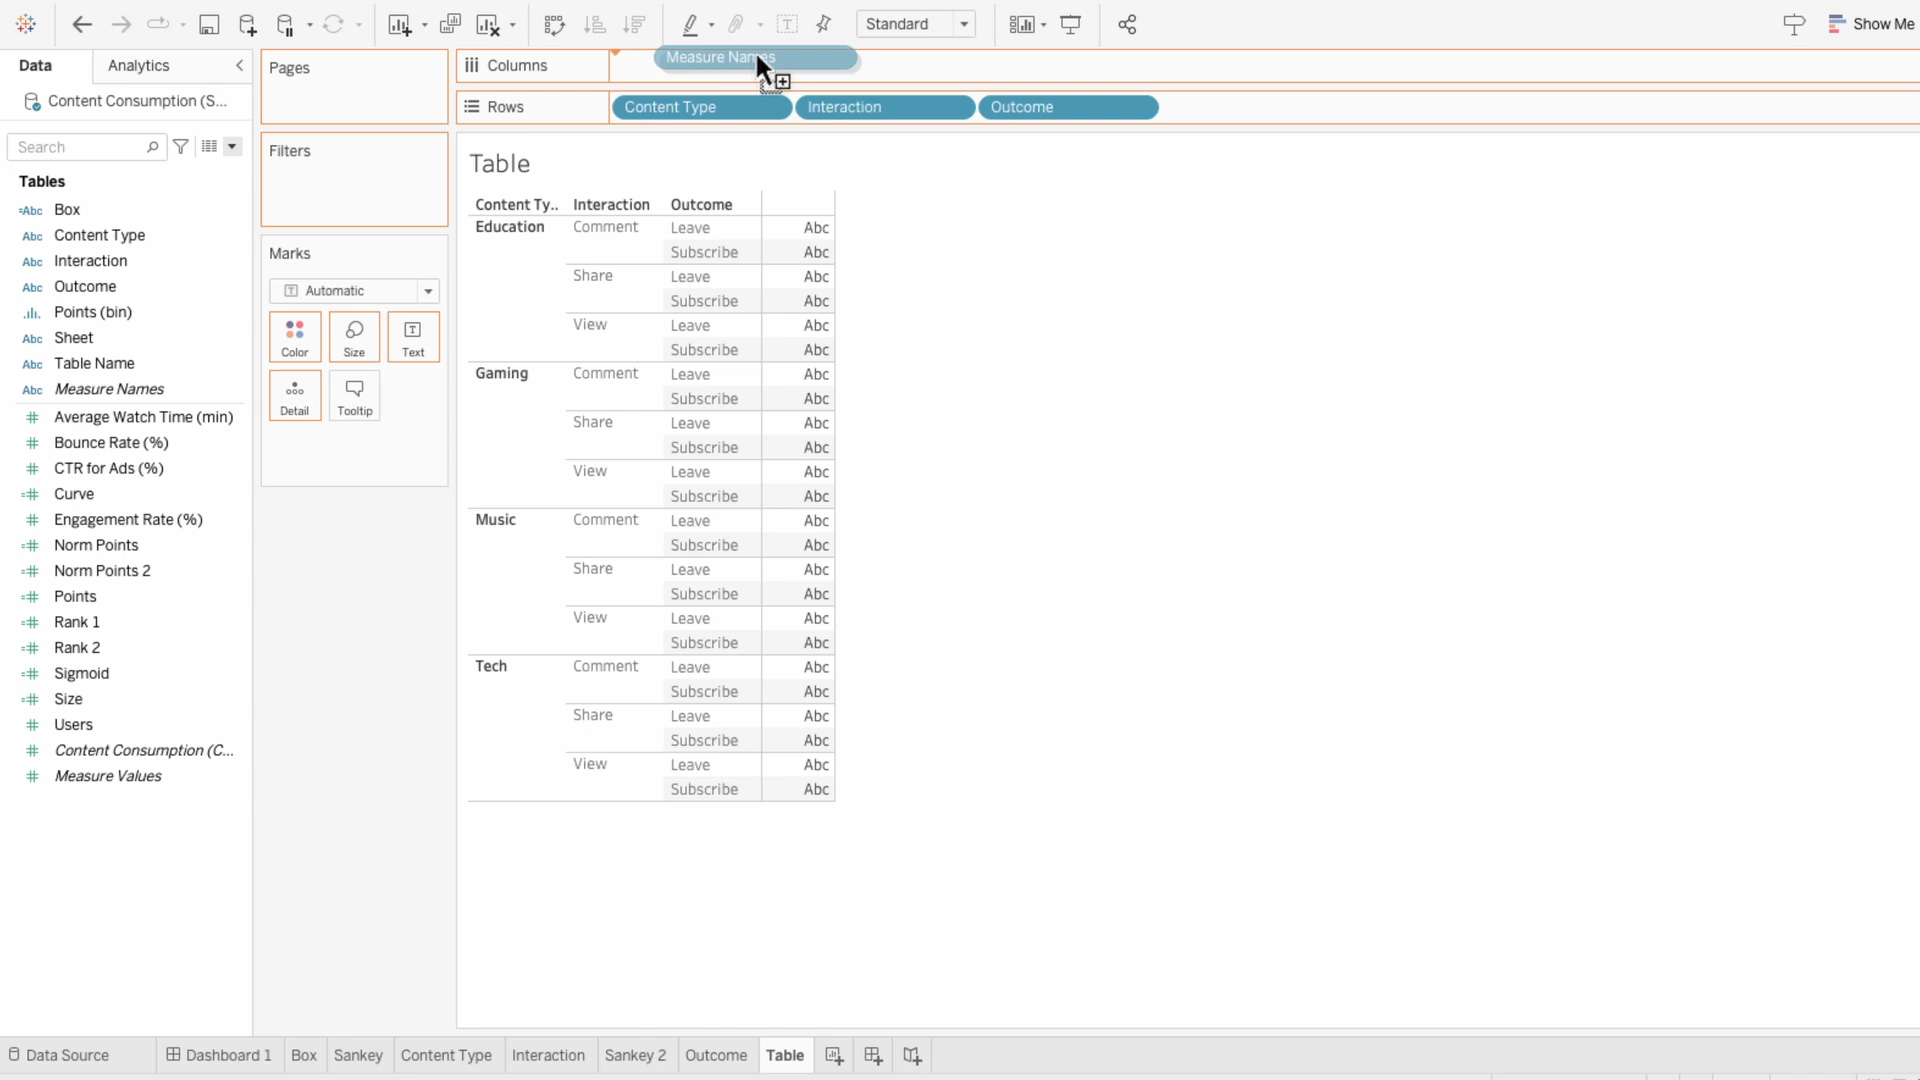 Standard
Show Me
Data
Analytics
Content Consumption (S...
Search
Tables
Abc Box
Abc Content Type
Abc Interaction
Abc Outcome
Points (bin)
Abc Sheet
Abc Table Name
Abc Measure Names
Average Watch Time (min)
Bounce Rate (%)
CTR for Ads (%)
Curve
Engagement Rate (%)
Norm Points
Norm Points 2
Points
Rank 1
Rank 2
Sigmoid
Size
Users
Content Consumption (C...
Measure Values
Pages
Filters
Marks
Automatic
Color Size Text
Detail Tooltip
Columns
Measure Names
Rows Content Type Interaction Outcome
Table
Content Ty.. Interaction Outcome
Education Comment Leave Abc
Subscribe Abc
Share Leave Abc
Subscribe Abc
View Leave Abc
Subscribe Abc
Gaming Comment Leave Abc
Subscribe Abc
Share Leave Abc
Subscribe Abc
View Leave Abc
Subscribe Abc
Music Comment Leave Abc
Subscribe Abc
Share Leave Abc
Subscribe Abc
View Leave Abc
Subscribe Abc
Tech Comment Leave Abc
Subscribe Abc
Share Leave Abc
Subscribe Abc
View Leave Abc
Subscribe Abc
Data Source Dashboard 1 Box Sankey Content Type Interaction Sankey 2 Outcome Table